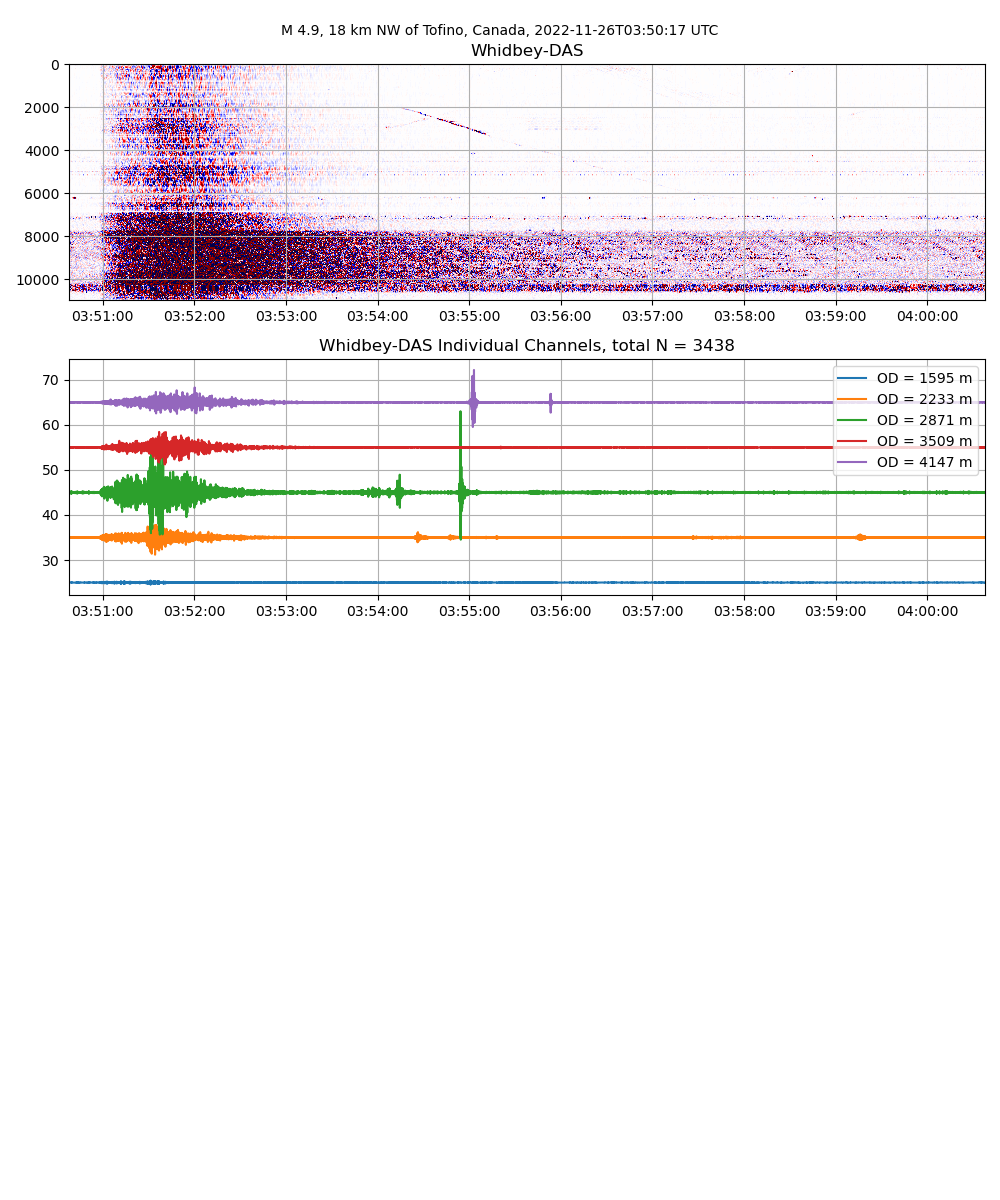 M 4.9, 18 km NW of Tofino, Canada, 2022-11-26T03:50:17 UTC
Whidbey-DAS
0
2000
4000
6000
8000
10000
03:51:00 03:52:00 03:53:00 03:54:00 03:55:00 03:56:00 03:57:00 03:58:00 03:59:00 04:00:00
Whidbey-DAS Individual Channels, total N = 3438
70
60
50
40
30
OD = 1595 m
OD = 2233 m
OD = 2871 m
OD = 3509 m
OD = 4147 m
03:51:00 03:52:00 03:53:00 03:54:00 03:55:00 03:56:00 03:57:00 03:58:00 03:59:00 04:00:00